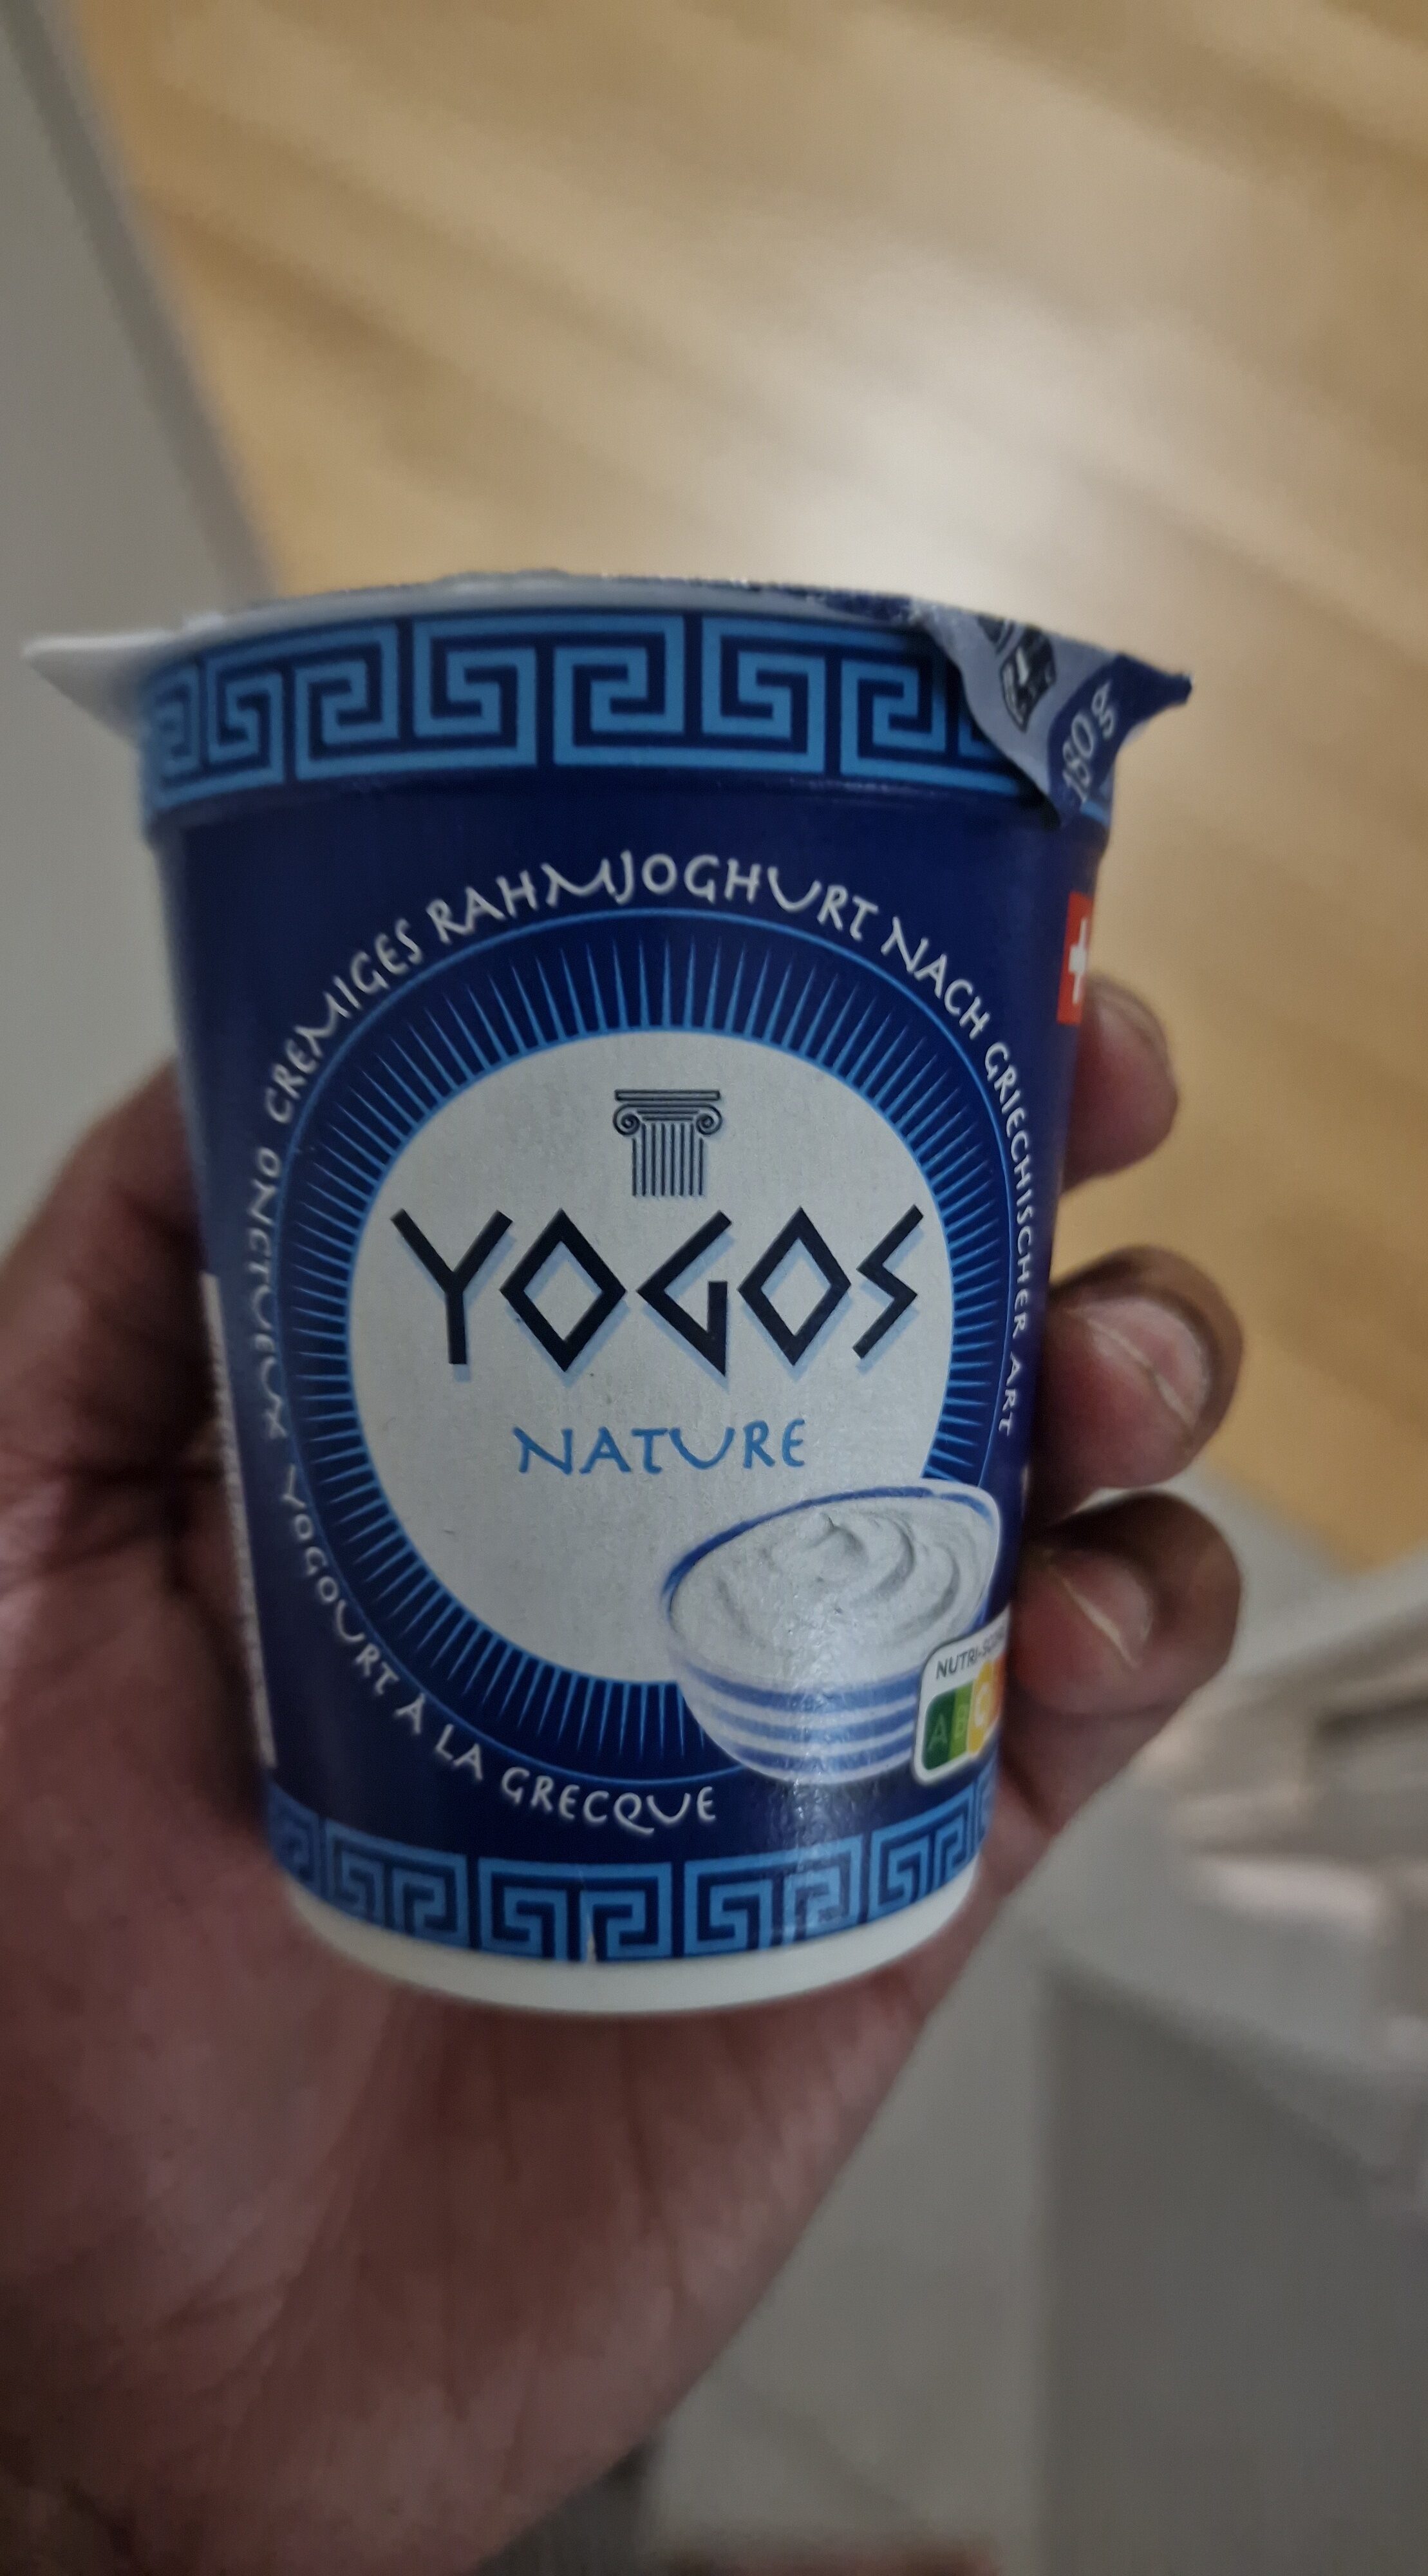 180 g
CREMIGES RAHMJOGHURT NACH GRIECHISCHER ART
YOGOS
NATURE
ONCTUEUX YOGOURT À LA GRECQUE
NUTRI-SCORE
A B C